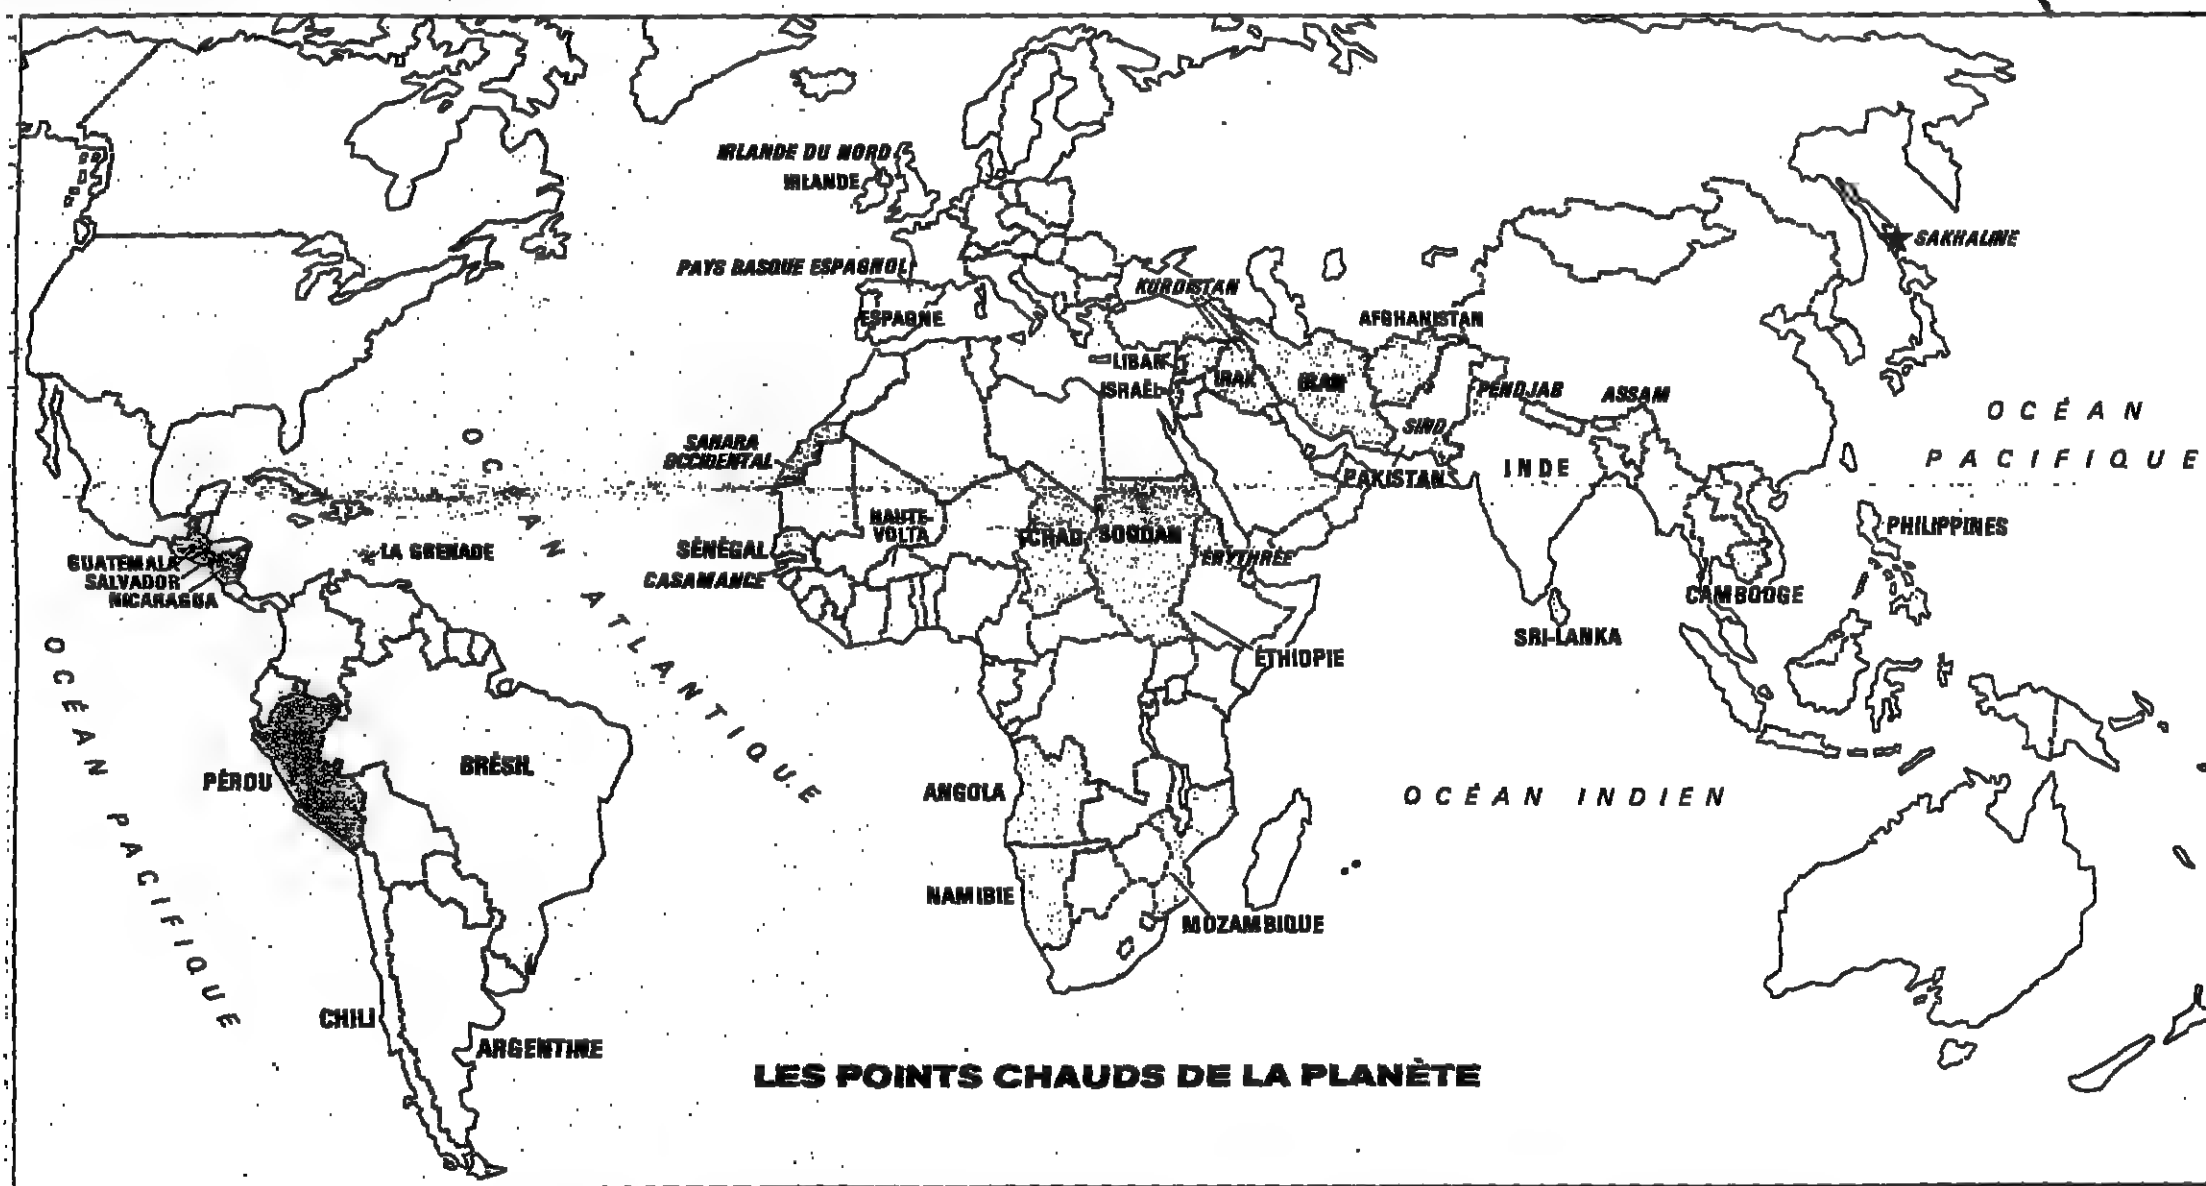 IRLANDE DU NORD
IRLANDE
SAKHALINE
PAYS BASQUE ESPAGNOL
KURDISTAN
ESPAGNE
AFGHANISTAN
LIBAN
ISRAËL
IRAK
IRAN
PENDJAB
ASSAM
SIND
PAKISTAN
INDE
OCÉAN
PACIFIQUE
SAHARA
OCCIDENTAL
OCÉAN ATLANTIQUE
HAUTE-
VOLTA
TCHAD
SOUDAN
ÉRYTHRÉE
PHILIPPINES
SÉNÉGAL
CASAMANCE
LA GRENADE
GUATEMALA
SALVADOR
NICARAGUA
CAMBODGE
SRI-LANKA
ÉTHIOPIE
OCÉAN PACIFIQUE
PÉROU
BRÉSIL
ANGOLA
OCÉAN INDIEN
NAMIBIE
MOZAMBIQUE
CHILI
ARGENTINE
LES POINTS CHAUDS DE LA PLANÈTE